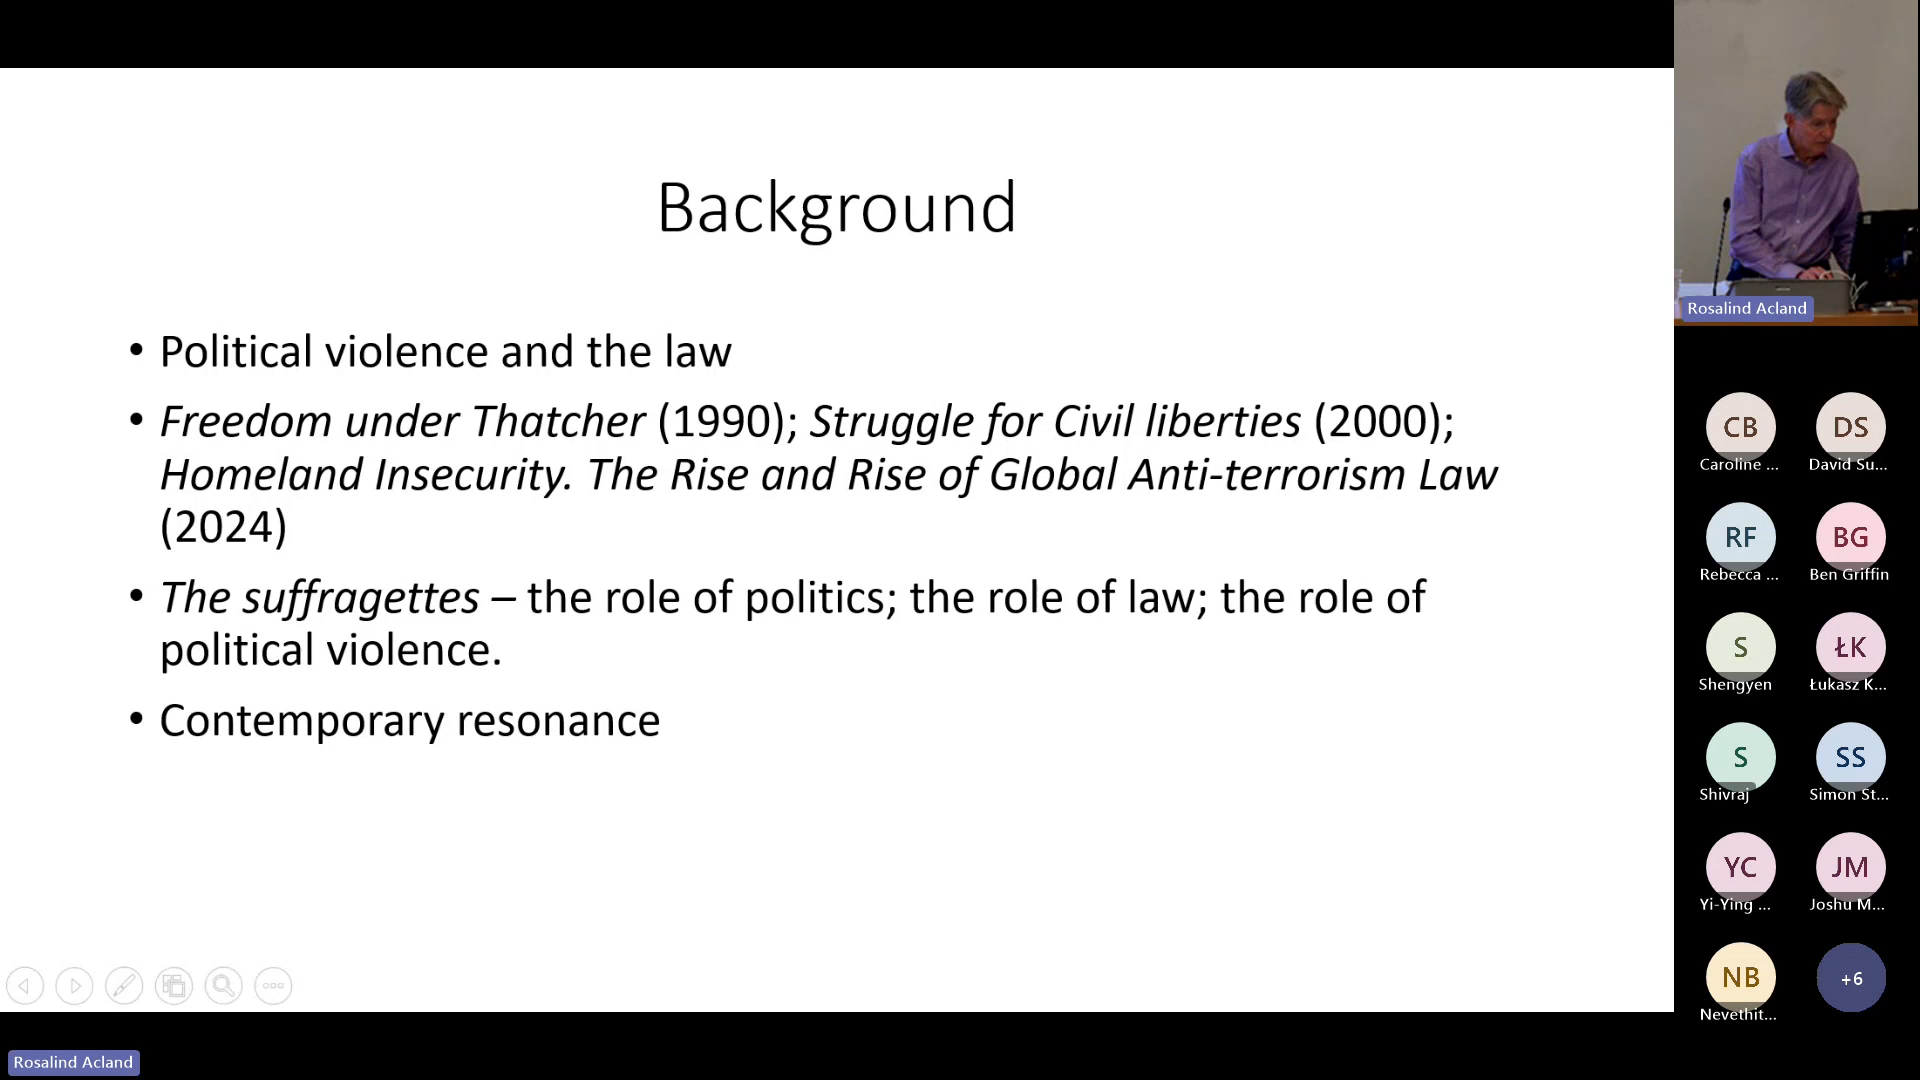 Background
• Political violence and the law
• Freedom under Thatcher (1990); Struggle for Civil liberties (2000);
Homeland Insecurity. The Rise and Rise of Global Anti-terrorism Law
(2024)
• The suffragettes – the role of politics; the role of law; the role of
political violence.
• Contemporary resonance
Rosalind Acland
CB
DS
Caroline ...
David Su...
RF
BG
Rebecca ...
Ben Griffin
S
ŁK
Shengyen
Łukasz K...
S
SS
Shivraj
Simon St...
YC
JM
Yi-Ying ...
Joshu M...
NB
+6
Nevethit...
Rosalind Acland